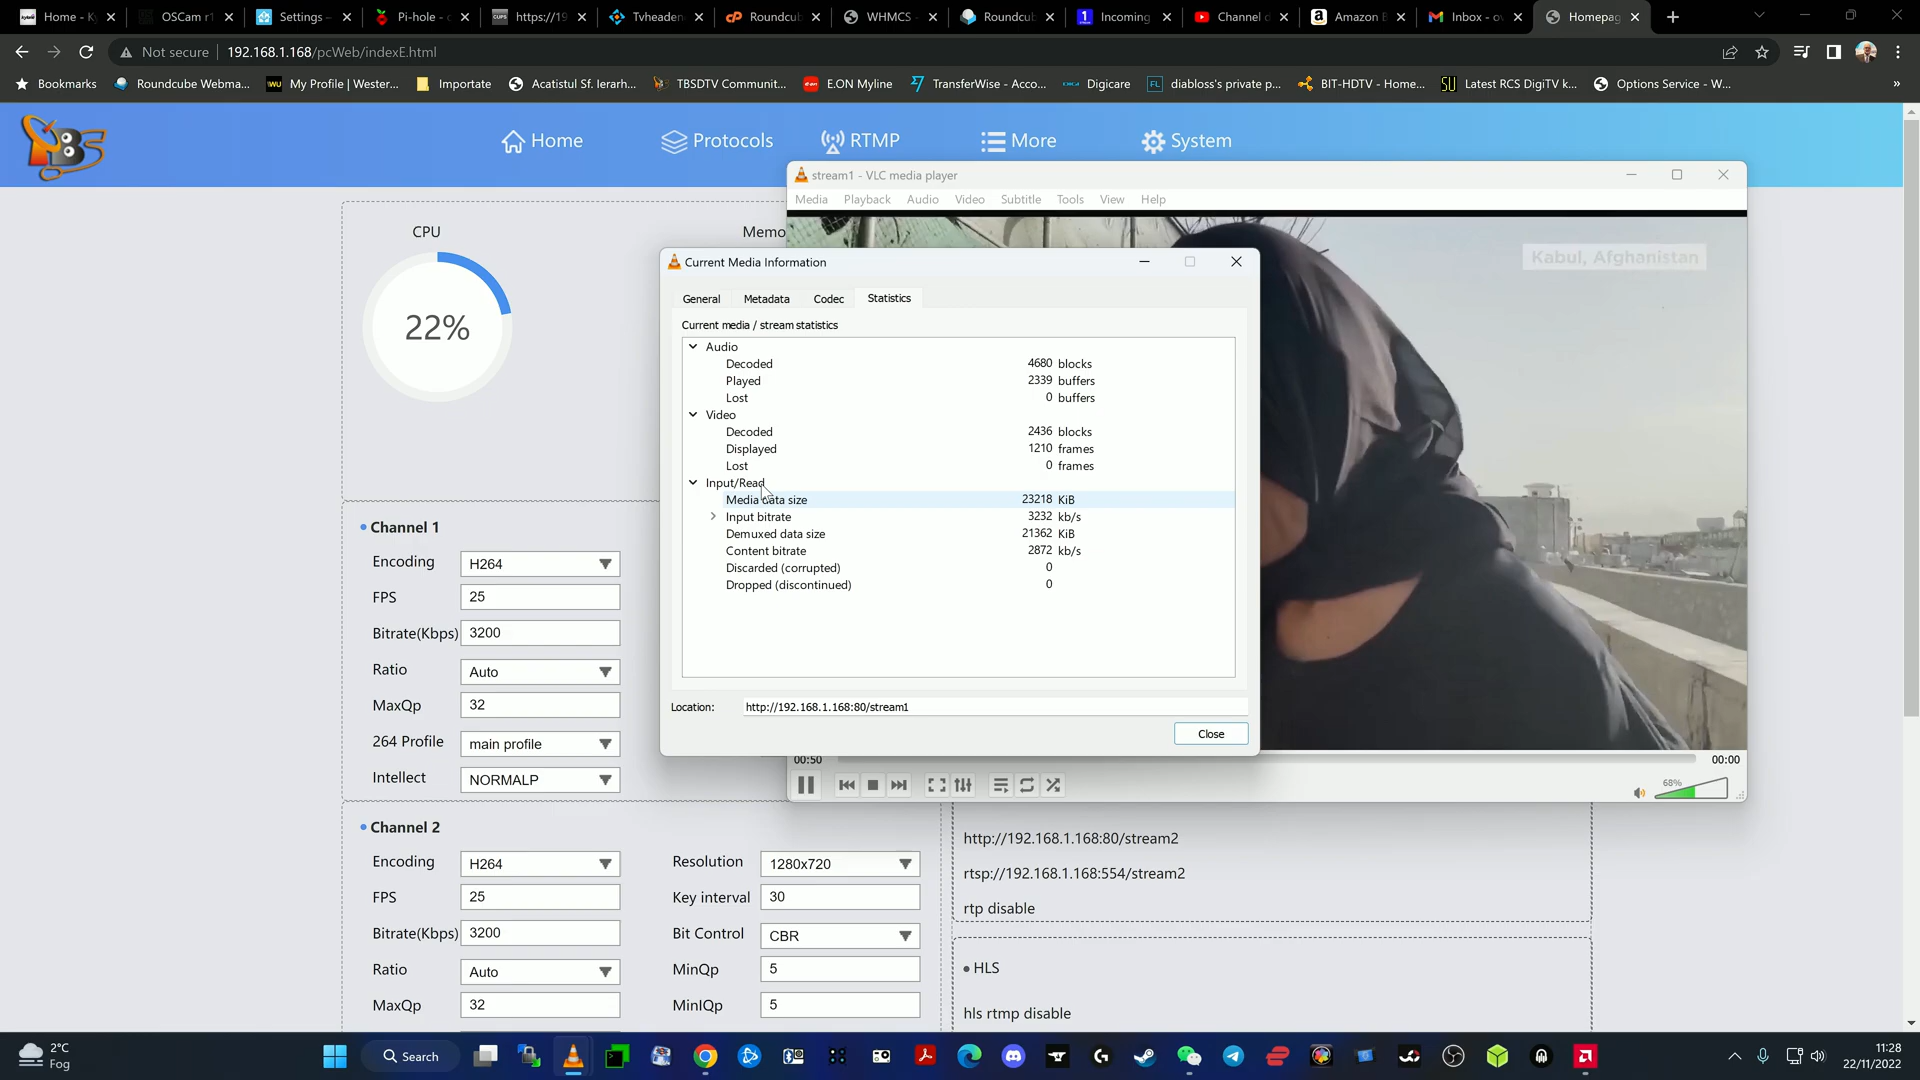 Home - Ky
OSCam r1
Settings -
Pi-hole - c
https://19
Tvheaden
Roundcub
WHMCS -
Roundcu
Incoming
Channel d
Amazon B
Inbox - ov
Homepag
Not secure
192.168.1.168/pcWeb/indexE.html
Bookmarks
Roundcube Webma...
My Profile | Wester...
Importate
Acatistul Sf. Ierarh...
TBSDTV Communit...
E.ON Myline
TransferWise - Acco...
Digicare
diabloss's private p...
BIT-HDTV - Home...
Latest RCS DigiTV k...
Options Service - W...
»
TBS
Home
Protocols
RTMP
More
System
CPU
Memo
22%
stream1 - VLC media player
Media Playback Audio Video Subtitle Tools View Help
Kabul, Afghanistan
Current Media Information
General Metadata Codec Statistics
Current media / stream statistics
Audio
Decoded 4680 blocks
Played 2339 buffers
Lost 0 buffers
Video
Decoded 2436 blocks
Displayed 1210 frames
Lost 0 frames
Input/Read
Media data size 23218 KiB
Input bitrate 3232 kb/s
Demuxed data size 21362 KiB
Content bitrate 2872 kb/s
Discarded (corrupted) 0
Dropped (discontinued) 0
Location: http://192.168.1.168:80/stream1
Close
00:50
00:00
68%
Channel 1
Encoding H264
FPS 25
Bitrate(Kbps) 3200
Ratio Auto
MaxQp 32
264 Profile main profile
Intellect NORMALP
Channel 2
Encoding H264
FPS 25
Bitrate(Kbps) 3200
Ratio Auto
MaxQp 32
Resolution 1280x720
Key interval 30
Bit Control CBR
MinQp 5
MinIQp 5
http://192.168.1.168:80/stream2
rtsp://192.168.1.168:554/stream2
rtp disable
HLS
hls rtmp disable
2°C
Fog
Search
11:28
22/11/2022